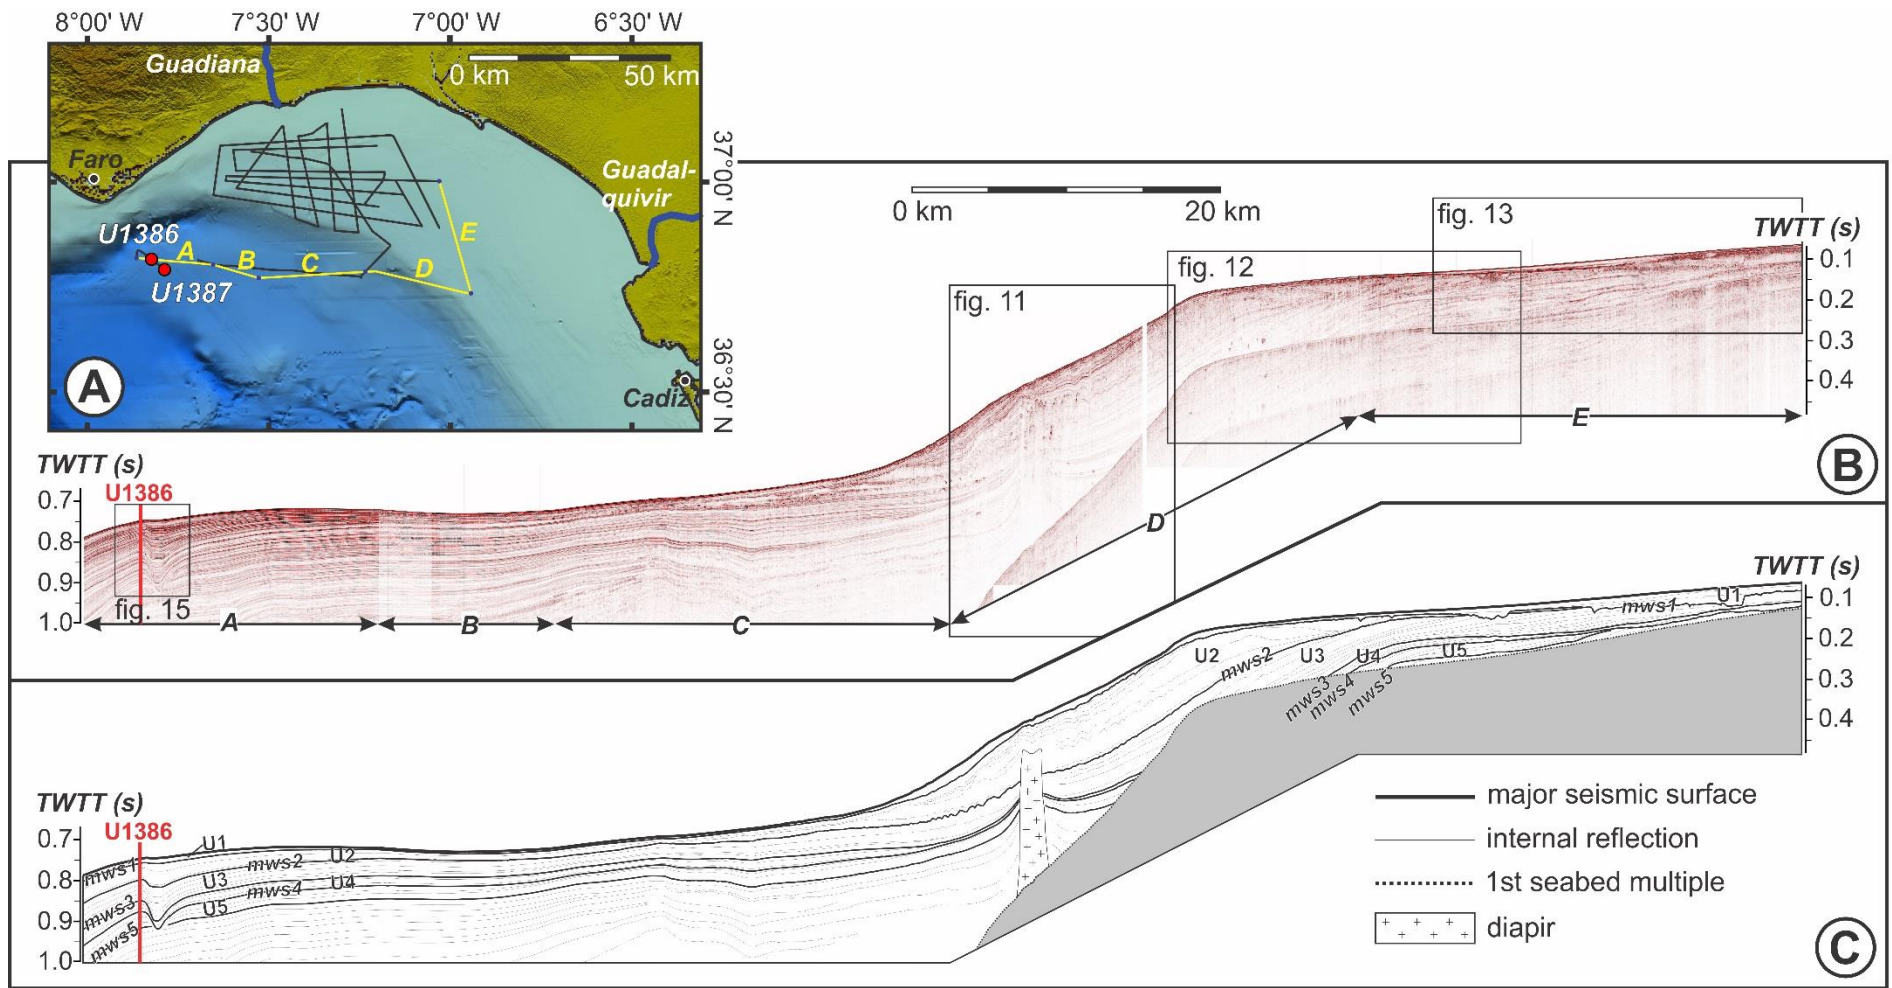 8°00' W
7°30' W
7°00' W
6°30' W
Guadiana
0 km
50 km
Faro
Guadal-
quivir
37°00' N
U1386
A
B
C
D
E
U1387
36°30' N
Cadiz
A
0 km
20 km
fig. 13
TWTT (s)
fig. 12
0.1
fig. 11
0.2
0.3
0.4
E
B
TWTT (s)
U1386
0.7
0.8
0.9
1.0
fig. 15
A
B
C
D
TWTT (s)
0.1
0.2
0.3
0.4
U1
mws1
U2
mws2
U3
U4
U5
mws3
mws4
mws5
TWTT (s)
U1386
0.7
0.8
0.9
1.0
U1
mws1
mws2
U2
U3
mws4
U4
mws3
U5
mws5
major seismic surface
internal reflection
1st seabed multiple
diapir
C